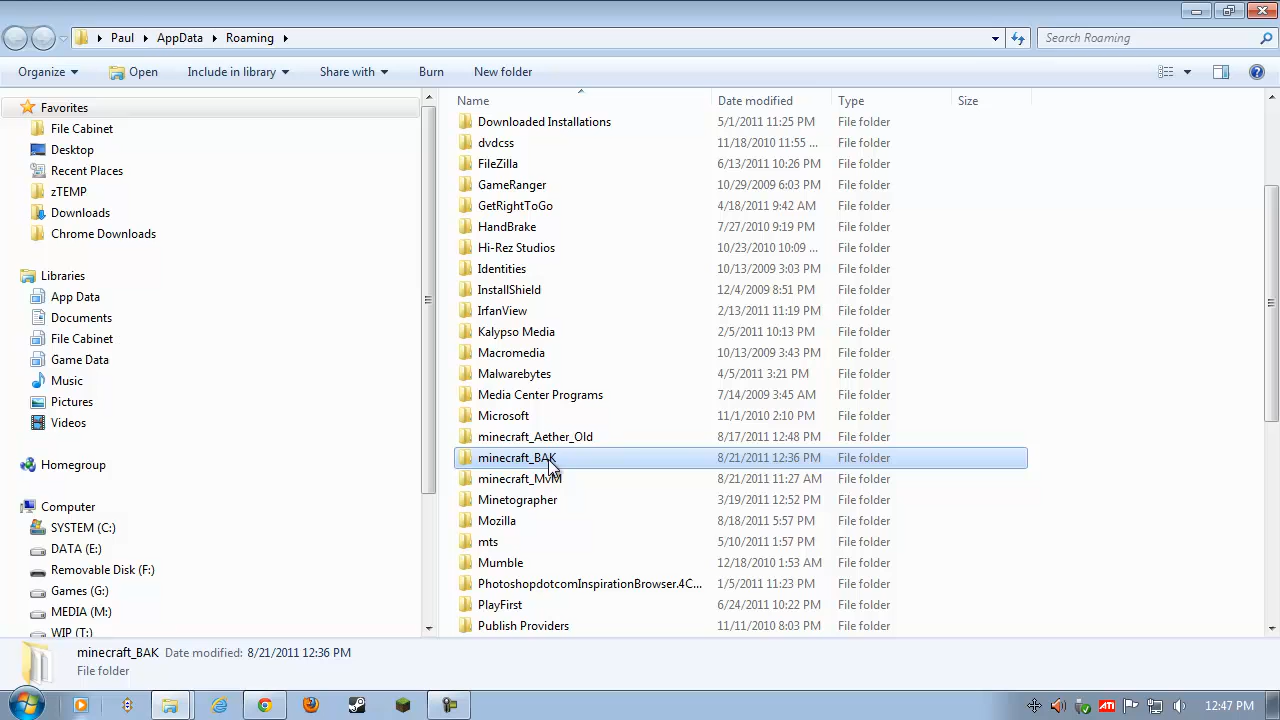 Paul AppData Roaming Search Roaming
Organize Open Include in library Share with Burn New folder
Favorites
File Cabinet
Desktop
Recent Places
zTEMP
Downloads
Chrome Downloads
Libraries
App Data
Documents
File Cabinet
Game Data
Music
Pictures
Videos
Homegroup
Computer
SYSTEM (C:)
DATA (E:)
Removable Disk (F:)
Games (G:)
MEDIA (M:)
WIP (T:)
Name Date modified Type Size
Downloaded Installations 5/1/2011 11:25 PM File folder
dvdcss 11/18/2010 11:55 ... File folder
FileZilla 6/13/2011 10:26 PM File folder
GameRanger 10/29/2009 6:03 PM File folder
GetRightToGo 4/18/2011 9:42 AM File folder
HandBrake 7/27/2010 9:19 PM File folder
Hi-Rez Studios 10/23/2010 10:09 ... File folder
Identities 10/13/2009 3:03 PM File folder
InstallShield 12/4/2009 8:51 PM File folder
IrfanView 2/13/2011 11:19 PM File folder
Kalypso Media 2/5/2011 10:13 PM File folder
Macromedia 10/13/2009 3:43 PM File folder
Malwarebytes 4/5/2011 3:21 PM File folder
Media Center Programs 7/14/2009 3:45 AM File folder
Microsoft 11/1/2010 2:10 PM File folder
minecraft_Aether_Old 8/17/2011 12:48 PM File folder
minecraft_BAK 8/21/2011 12:36 PM File folder
minecraft_MvM 8/21/2011 11:27 AM File folder
Minetographer 3/19/2011 12:52 PM File folder
Mozilla 8/18/2011 5:57 PM File folder
mts 5/10/2011 1:57 PM File folder
Mumble 12/18/2010 1:53 AM File folder
PhotoshopdotcomInspirationBrowser.4C... 1/5/2011 11:23 PM File folder
PlayFirst 6/24/2011 10:22 PM File folder
Publish Providers 11/11/2010 8:03 PM File folder
minecraft_BAK Date modified: 8/21/2011 12:36 PM
File folder
ATI 12:47 PM